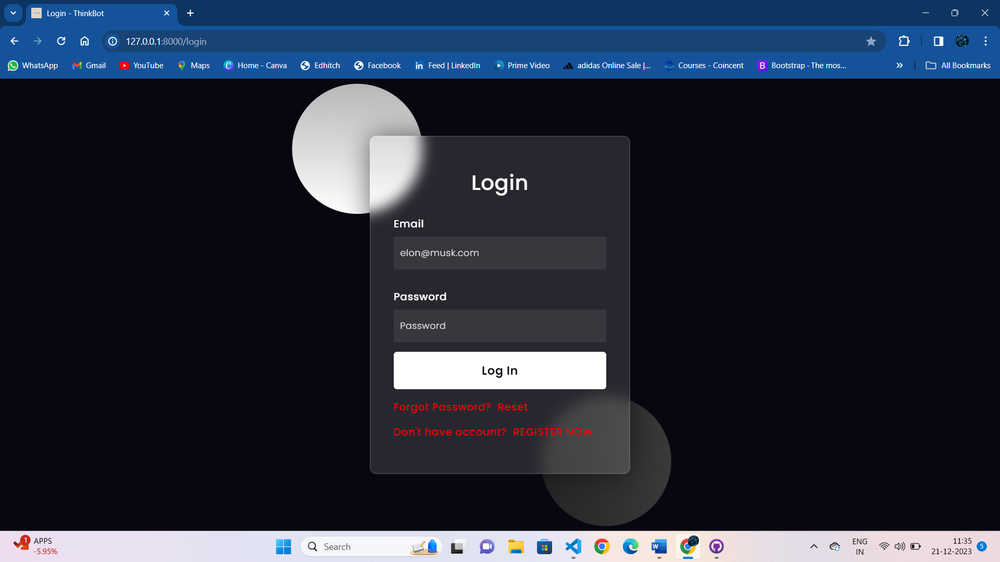 Login - ThinkBot
127.0.0.1:8000/login
WhatsApp Gmail YouTube Maps Home - Canva Edhitch Facebook Feed | LinkedIn Prime Video adidas Online Sale |... Courses - Coincent Bootstrap · The mos... All Bookmarks
Login
Email
elon@musk.com
Password
Password
Log In
Forgot Password? Reset
Don't have account? REGISTER NOW
1 APPS
-5.95%
Search
ENG
IN
11:35
21-12-2023
5